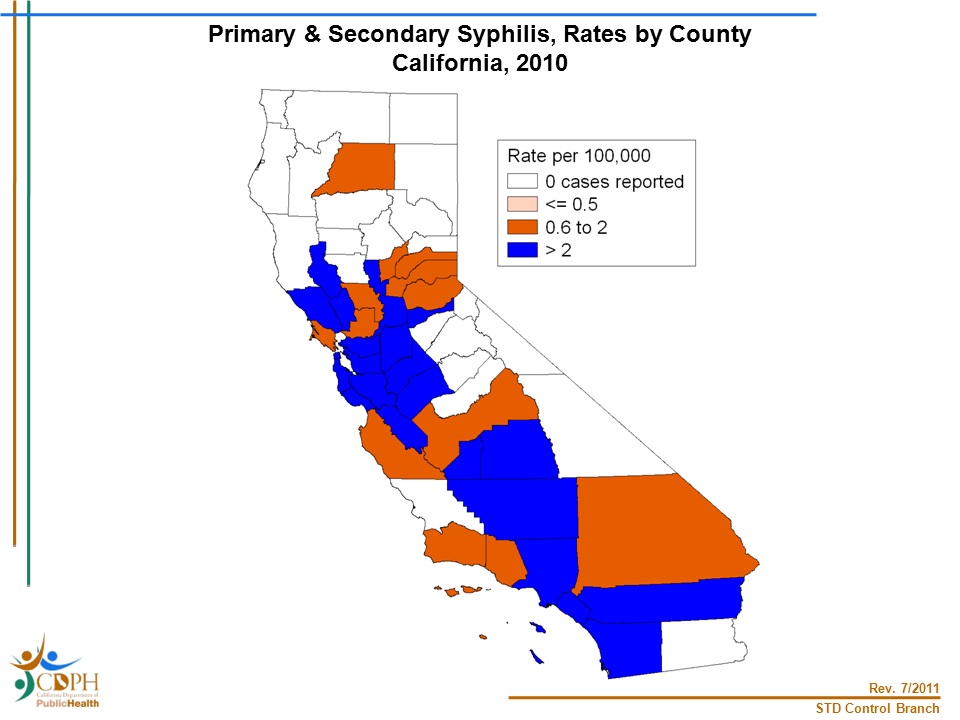 Primary & Secondary Syphilis, Rates by County
California, 2010
Rate per 100,000
0 cases reported
<= 0.5
0.6 to 2
> 2
CDPH
California Department of
PublicHealth
Rev. 7/2011
STD Control Branch